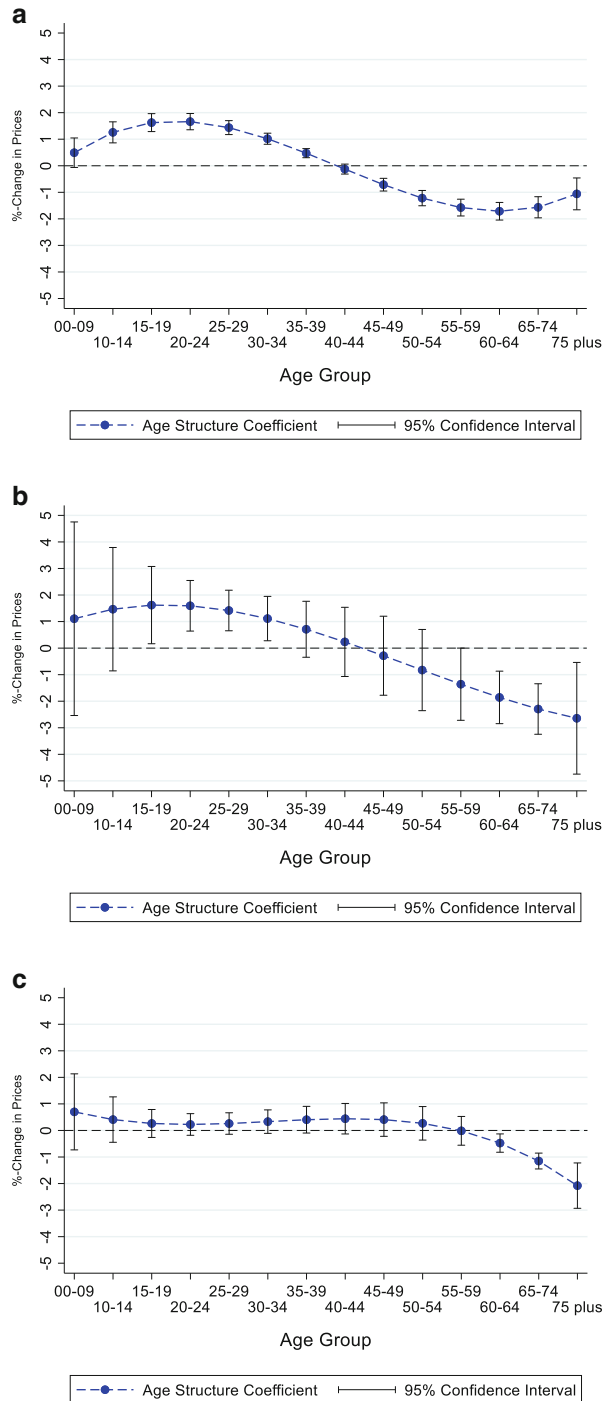 a
%-Change in Prices
5
4
3
2
1
0
-1
-2
-3
-4
-5
00-09 15-19 25-29 35-39 45-49 55-59 65-74
10-14 20-24 30-34 40-44 50-54 60-64 75 plus
Age Group
Age Structure Coefficient 95% Confidence Interval
b
%-Change in Prices
5
4
3
2
1
0
-1
-2
-3
-4
-5
00-09 15-19 25-29 35-39 45-49 55-59 65-74
10-14 20-24 30-34 40-44 50-54 60-64 75 plus
Age Group
Age Structure Coefficient 95% Confidence Interval
c
%-Change in Prices
5
4
3
2
1
0
-1
-2
-3
-4
-5
00-09 15-19 25-29 35-39 45-49 55-59 65-74
10-14 20-24 30-34 40-44 50-54 60-64 75 plus
Age Group
Age Structure Coefficient 95% Confidence Interval